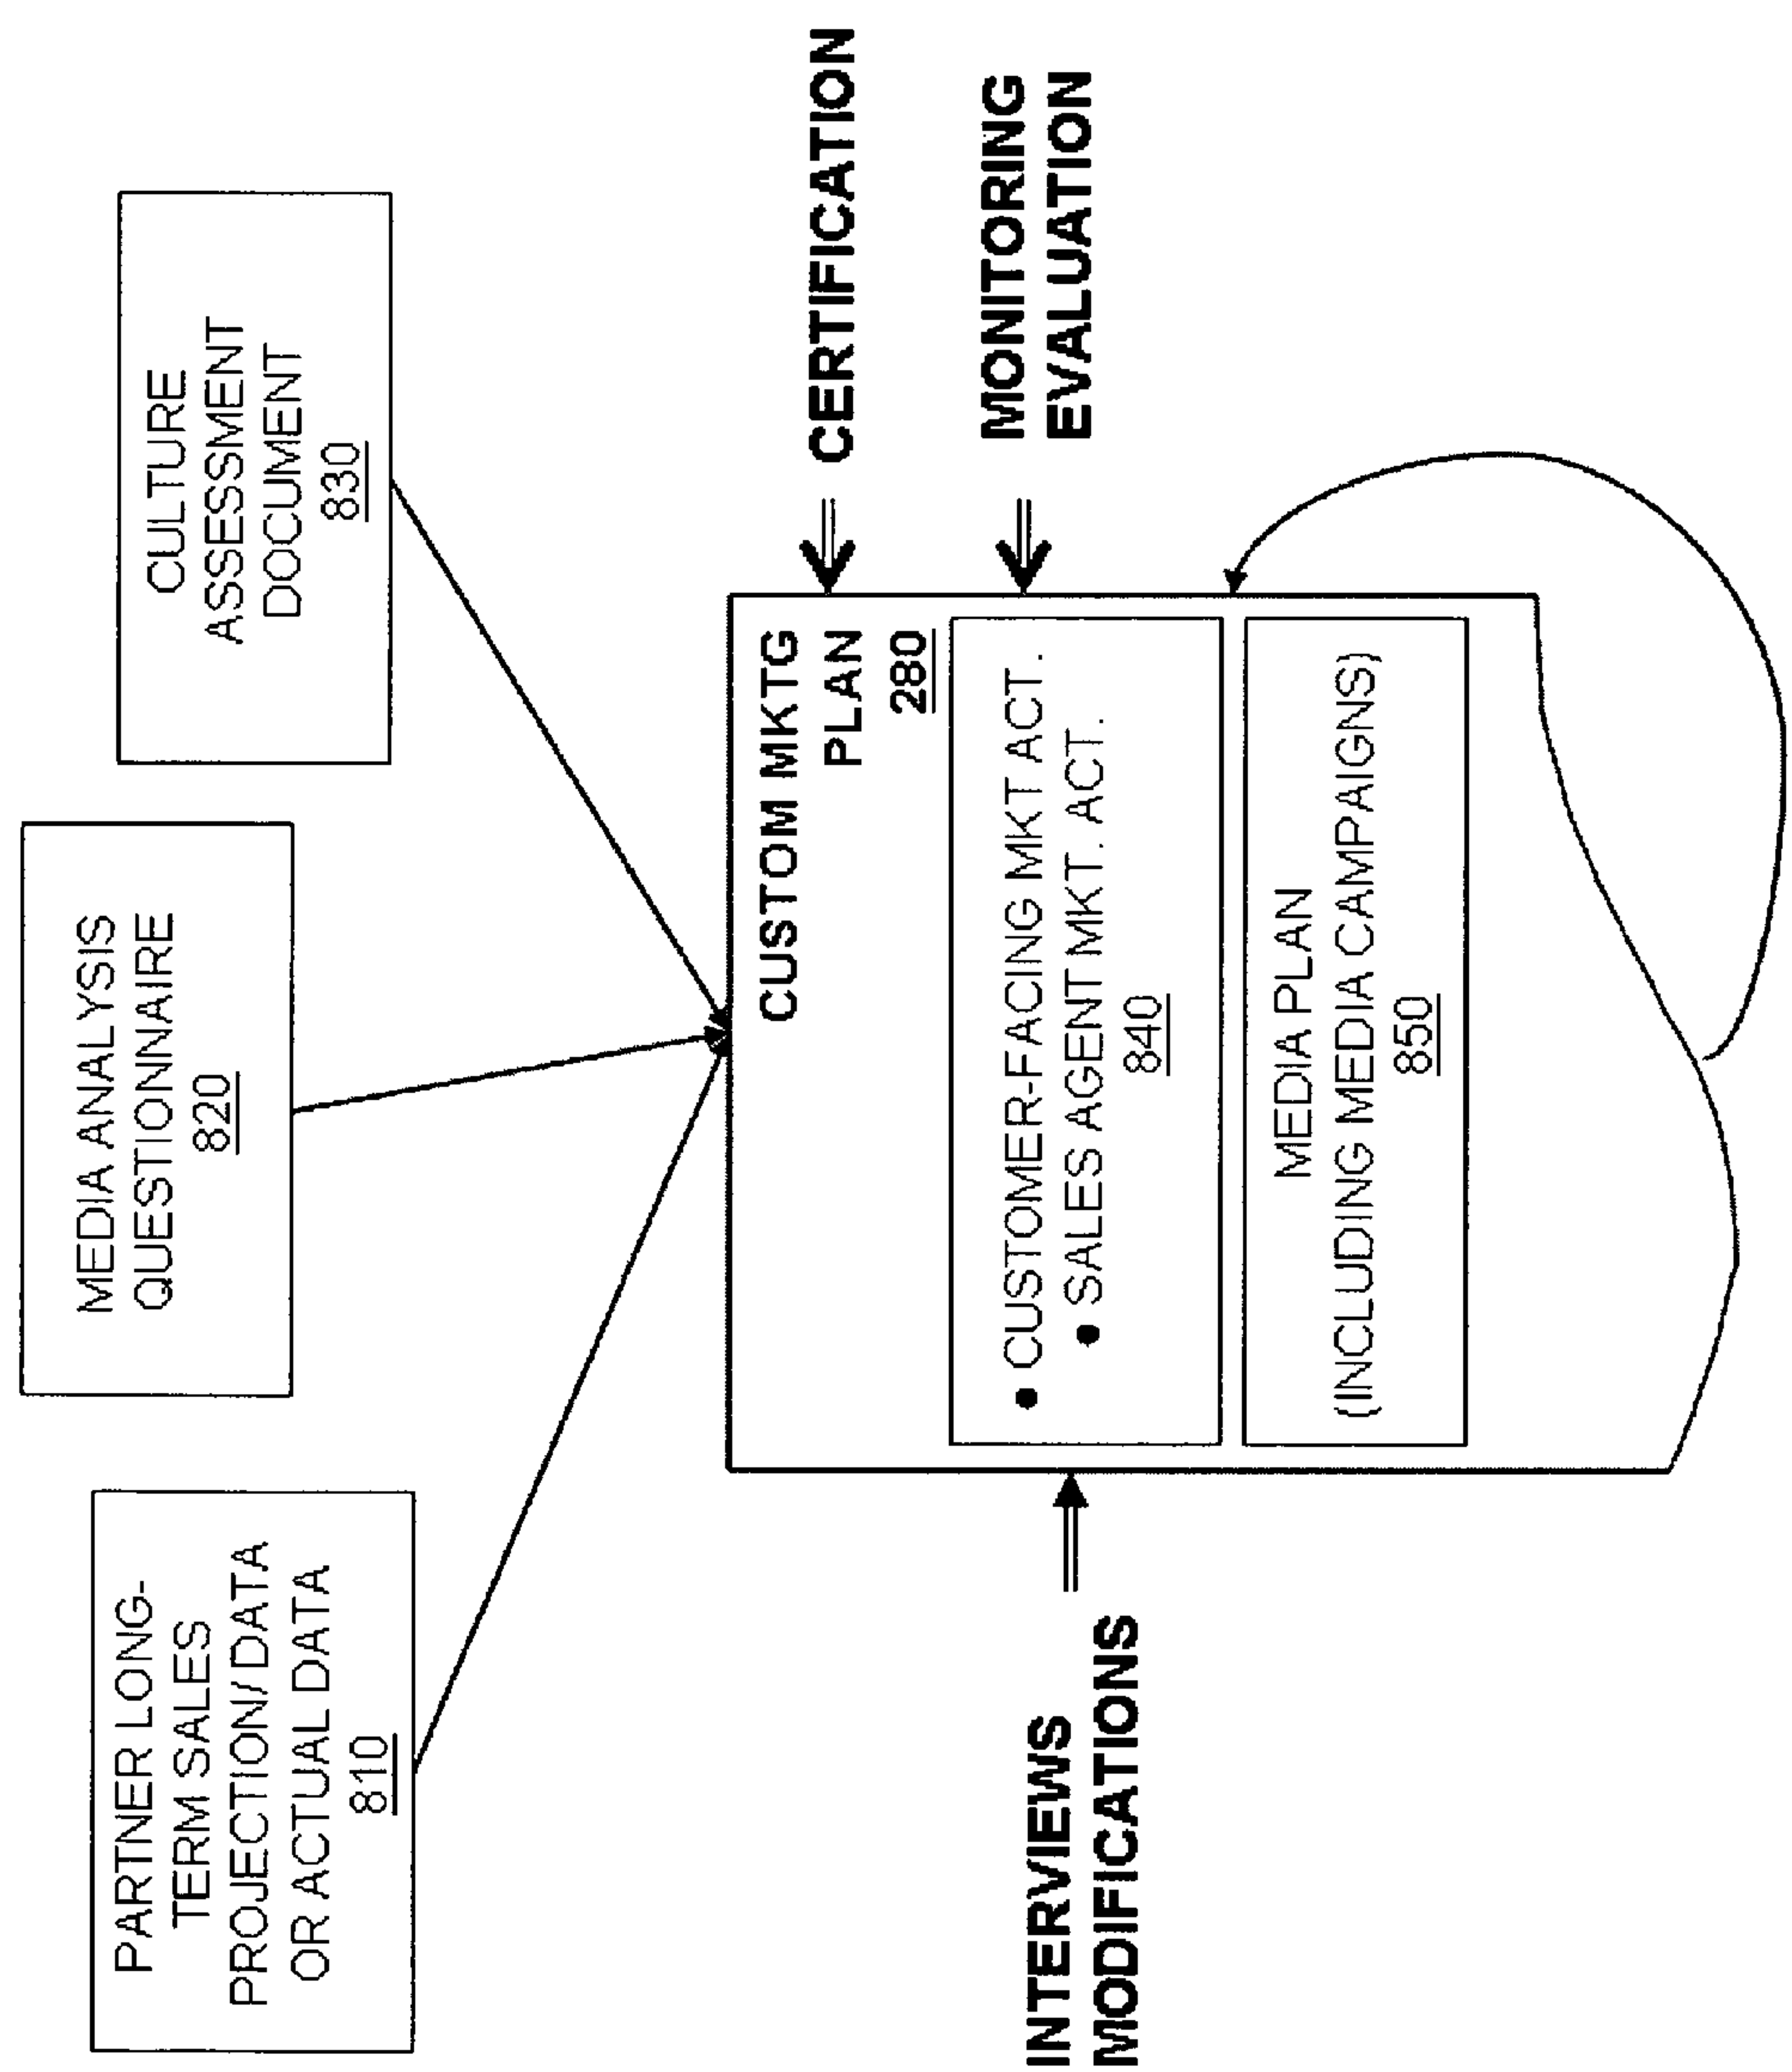 PARTNER LONG-
TERM SALES
PROJECTION/DATA
OR ACTUAL DATA
810
MEDIA ANALYSIS
QUESTIONNAIRE
820
CULTURE
ASSESSMENT
DOCUMENT
830
CUSTOM MKTG
PLAN
280
• CUSTOMER-FACING MKT ACT.
• SALES AGENT MKT. ACT.
840
MEDIA PLAN
(INCLUDING MEDIA CAMPAIGNS)
850
INTERVIEWS
MODIFICATIONS
CERTIFICATION
MONITORING
EVALUATION